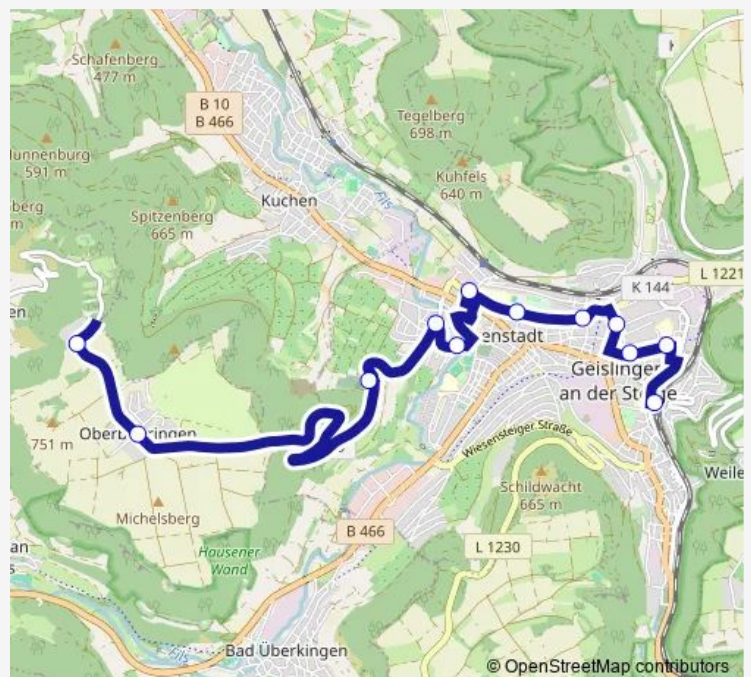 Schafenberg
477 m
B 10
B 466
Tegelberg
698 m
591 m
Kuhfels
640 m
Kuchen
Fils
Spitzenberg
665 m
m
L 1221
K 144
en
enstadt
Geislingen
an der Ste ge
751 m
Wiesensteiger Straße
Schildwacht
665 m
Weile
Michelsberg
B 466
L 1230
Hausener
Wand
an
s
Fils
Bad Überkingen
© OpenStreetMap contributors